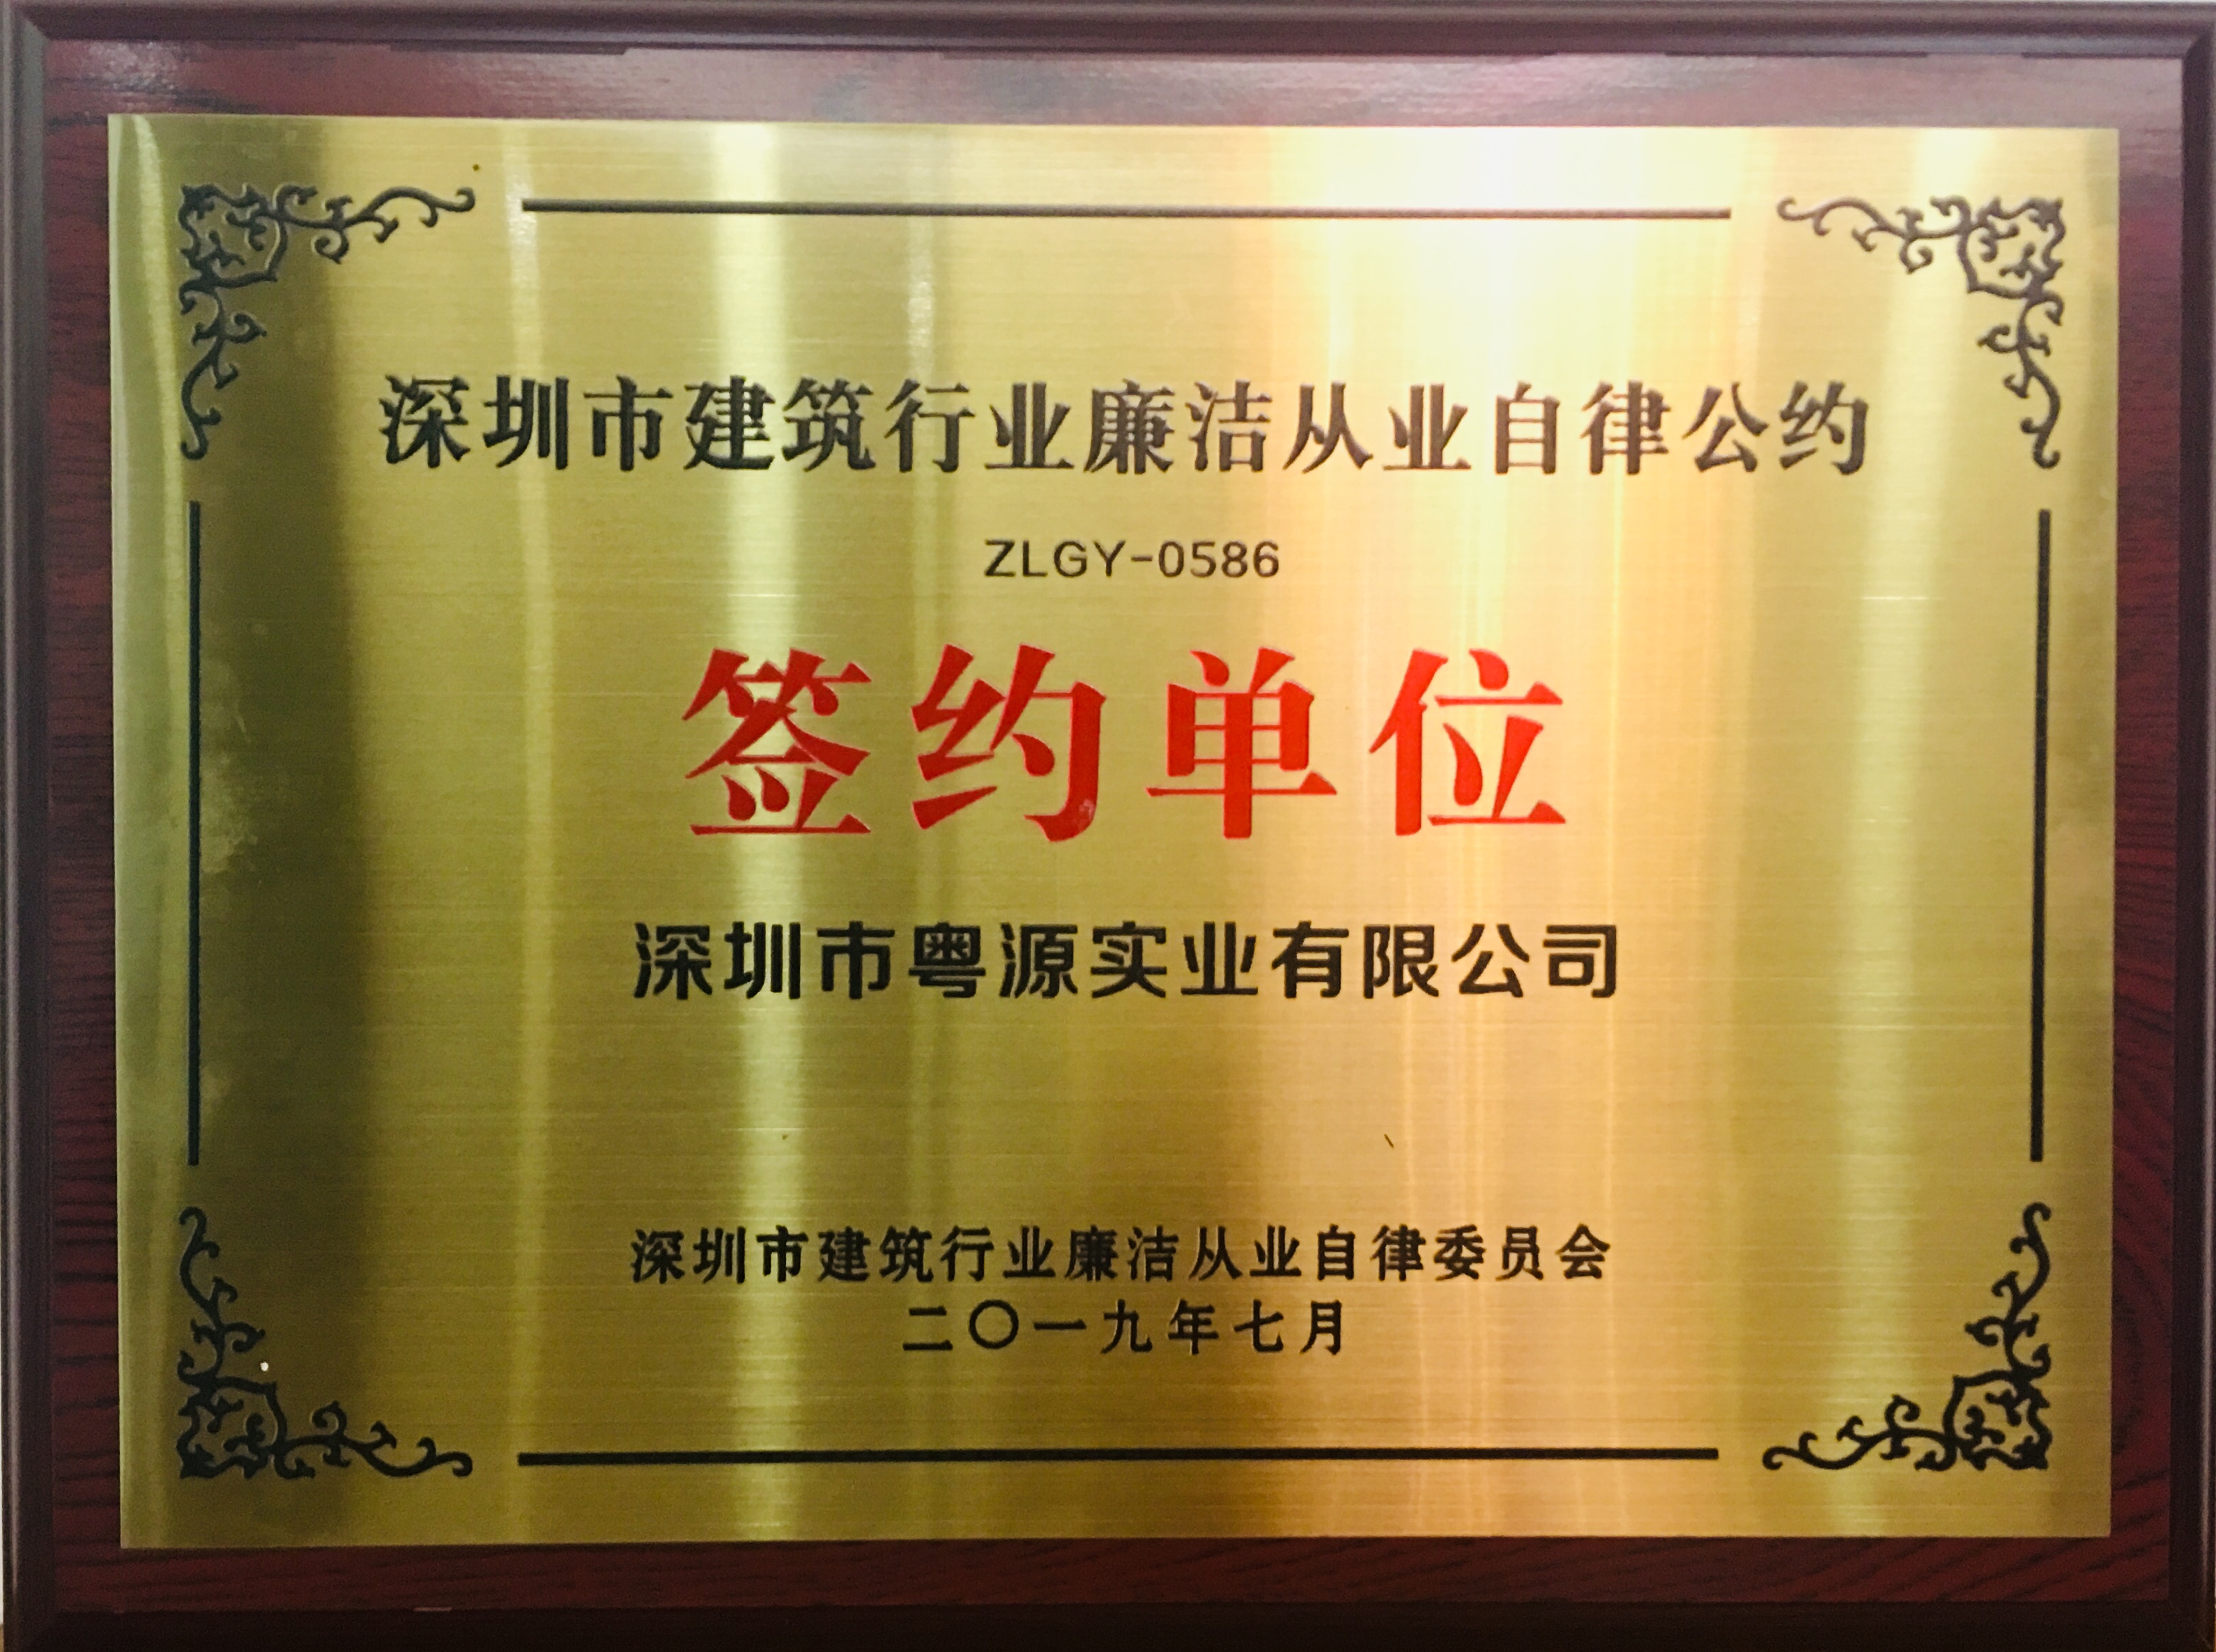 深圳市建筑行业廉洁从业自律公约
ZLGY-0586
签约单位
深圳市粤源实业有限公司
深圳市建筑行业廉洁从业自律委员会
二〇一九年七月